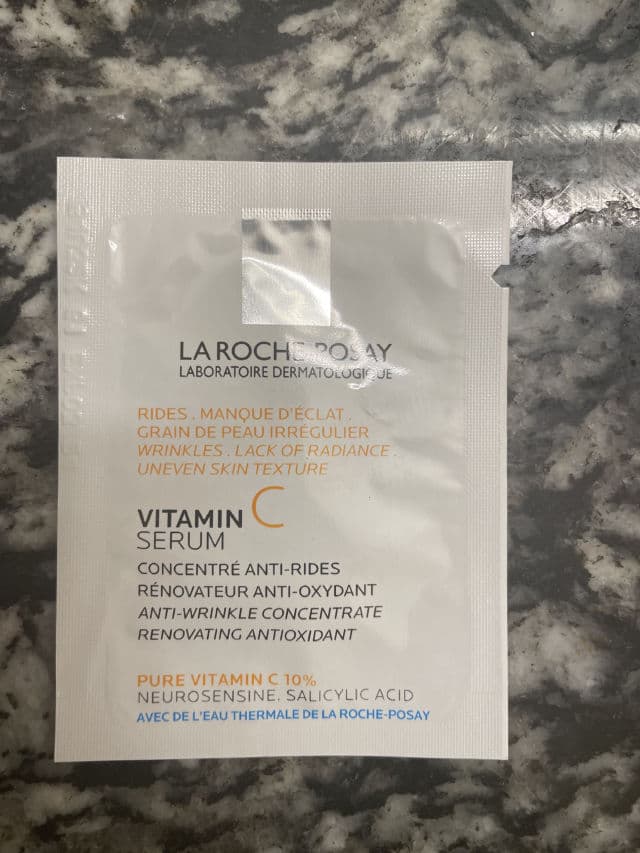 LA ROCHE-POSAY
LABORATOIRE DERMATOLOGIQUE
RIDES . MANQUE D'ÉCLAT .
GRAIN DE PEAU IRRÉGULIER
WRINKLES . LACK OF RADIANCE .
UNEVEN SKIN TEXTURE
VITAMIN C
SERUM
CONCENTRÉ ANTI-RIDES
RÉNOVATEUR ANTI-OXYDANT
ANTI-WRINKLE CONCENTRATE
RENOVATING ANTIOXIDANT
PURE VITAMIN C 10%
NEUROSENSINE. SALICYLIC ACID
AVEC DE L'EAU THERMALE DE LA ROCHE-POSAY